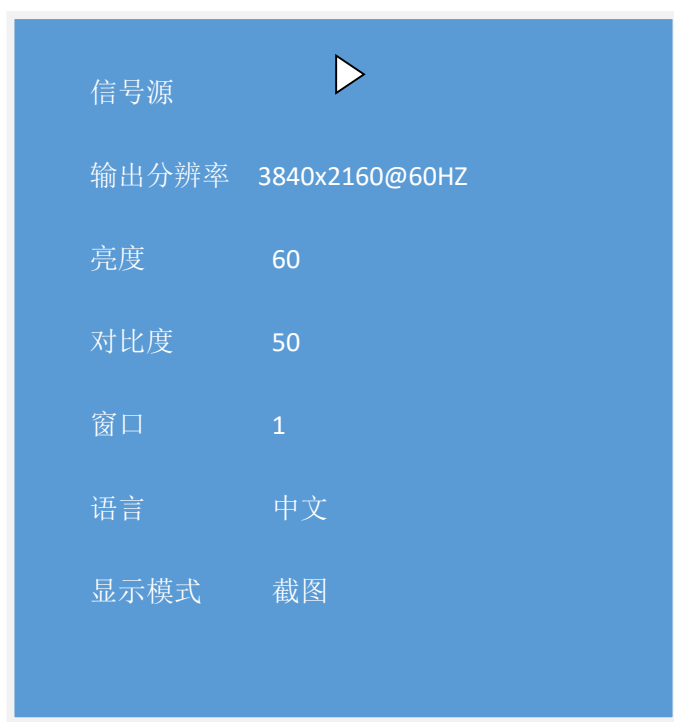 信号源
输出分辨率 3840x2160@60HZ
亮度 60
对比度 50
窗口 1
语言 中文
显示模式 截图